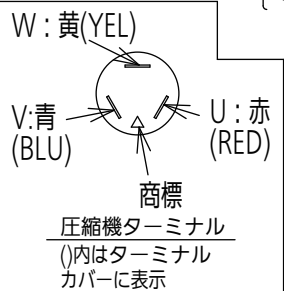 W : 黄(YEL)
V:青
(BLU)
U : 赤
(RED)
商標
圧縮機ターミナル
()内はターミナル
カバーに表示